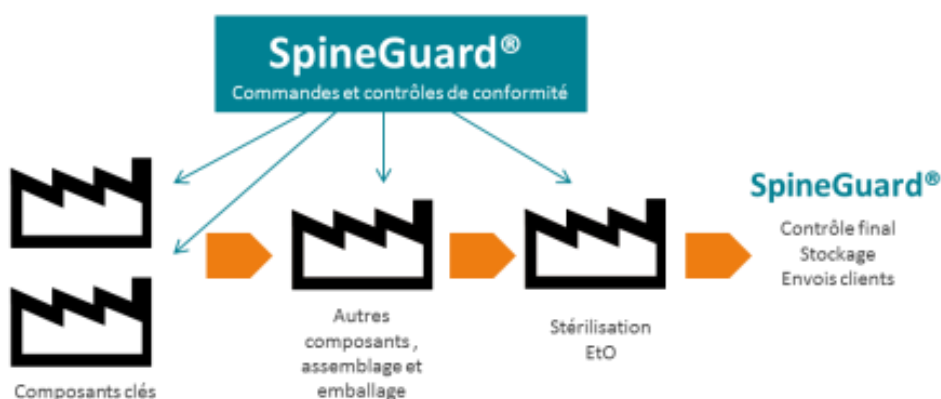 SpineGuard®
Commandes et contrôles de conformité
SpineGuard®
Contrôle final
Stockage
Envois clients
Autres
composants ,
assemblage et
emballage
Stérilisation
EtO
Composants clés